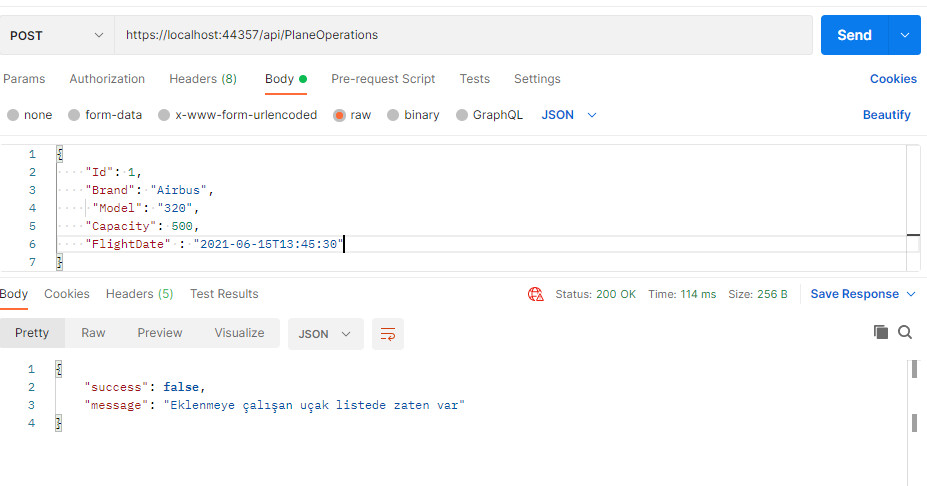 POST https://localhost:44357/api/PlaneOperations Send
Params Authorization Headers (8) Body Pre-request Script Tests Settings Cookies
none form-data x-www-form-urlencoded raw binary GraphQL JSON Beautify
1 {
2 "Id": 1,
3 "Brand": "Airbus",
4 "Model": "320",
5 "Capacity": 500,
6 "FlightDate" : "2021-06-15T13:45:30"
7 }
Body Cookies Headers (5) Test Results Status: 200 OK Time: 114 ms Size: 256 B Save Response
Pretty Raw Preview Visualize JSON
1 {
2 "success": false,
3 "message": "Eklenmeye çalışan uçak listede zaten var"
4 }